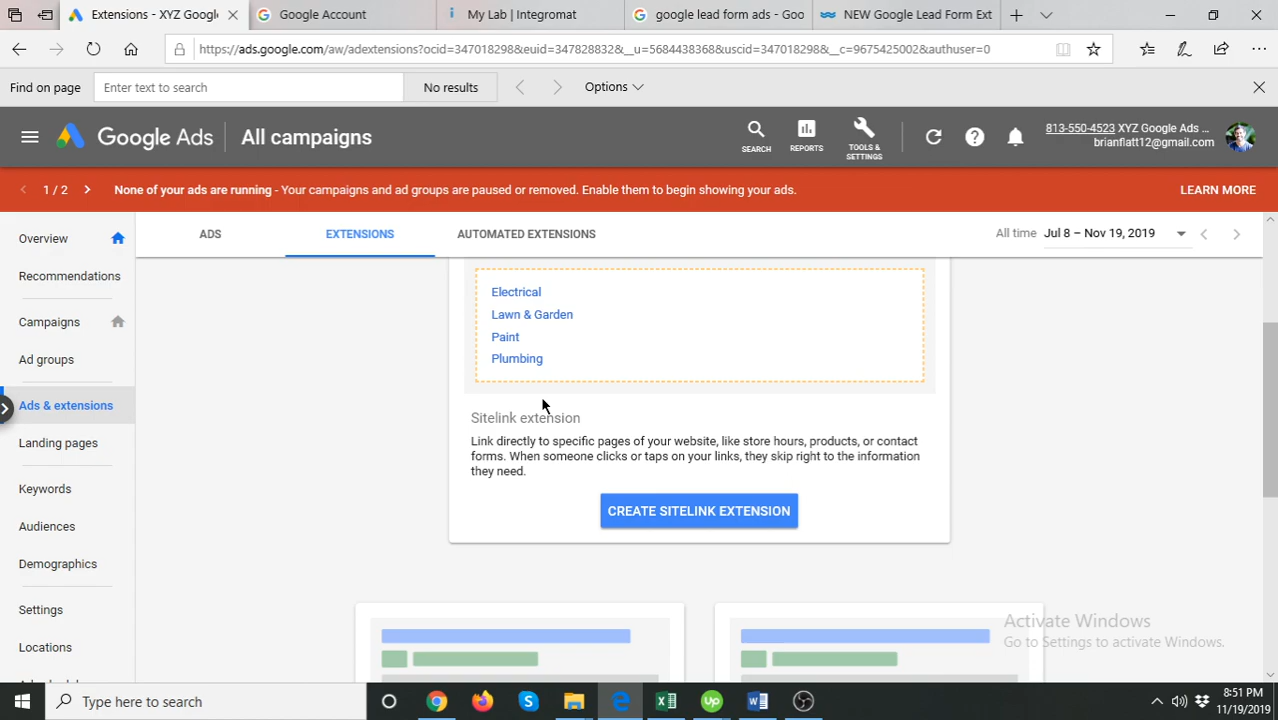 Extensions - XYZ Googl
Google Account
My Lab | Integromat
google lead form ads - Goo
NEW Google Lead Form Ext
https://ads.google.com/aw/adextensions?ocid=347018298&euid=347828832&__u=5684438368&uscid=347018298&__c=9675425002&authuser=0
Find on page
Enter text to search
No results
Options
Google Ads
All campaigns
SEARCH
REPORTS
TOOLS &
SETTINGS
813-550-4523 XYZ Google Ads ...
brianflatt12@gmail.com
1 / 2
None of your ads are running - Your campaigns and ad groups are paused or removed. Enable them to begin showing your ads.
LEARN MORE
Overview
Recommendations
Campaigns
Ad groups
Ads & extensions
Landing pages
Keywords
Audiences
Demographics
Settings
Locations
ADS
EXTENSIONS
AUTOMATED EXTENSIONS
All time Jul 8 – Nov 19, 2019
Electrical
Lawn & Garden
Paint
Plumbing
Sitelink extension
Link directly to specific pages of your website, like store hours, products, or contact
forms. When someone clicks or taps on your links, they skip right to the information
they need.
CREATE SITELINK EXTENSION
Activate Windows
Go to Settings to activate Windows.
Type here to search
8:51 PM
11/19/2019